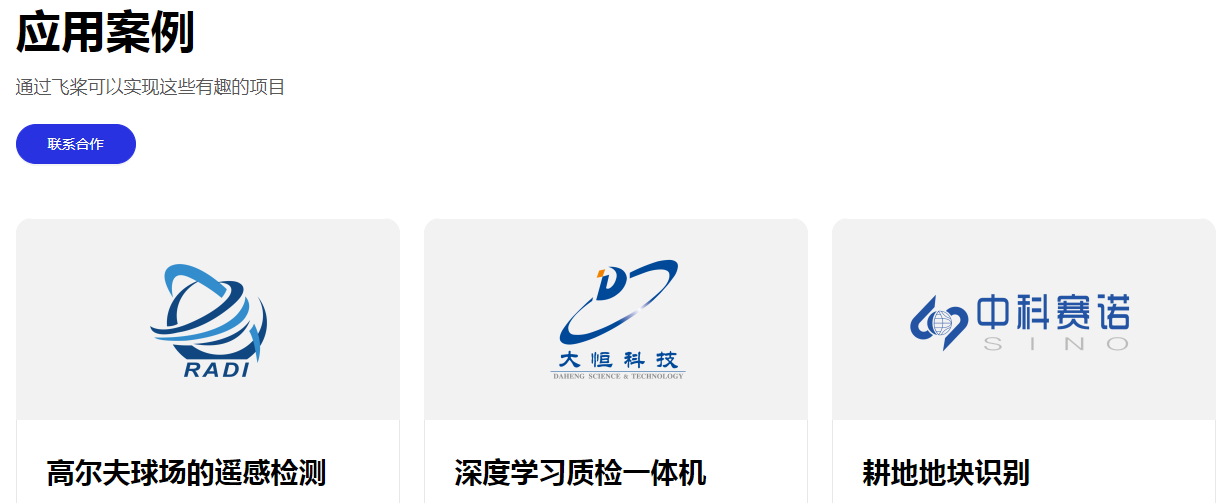 应用案例
通过飞桨可以实现这些有趣的项目
联系合作
RADI
大恒科技
DAHENG SCIENCE & TECHNOLOGY
中科赛诺
SINO
高尔夫球场的遥感检测
深度学习质检一体机
耕地地块识别